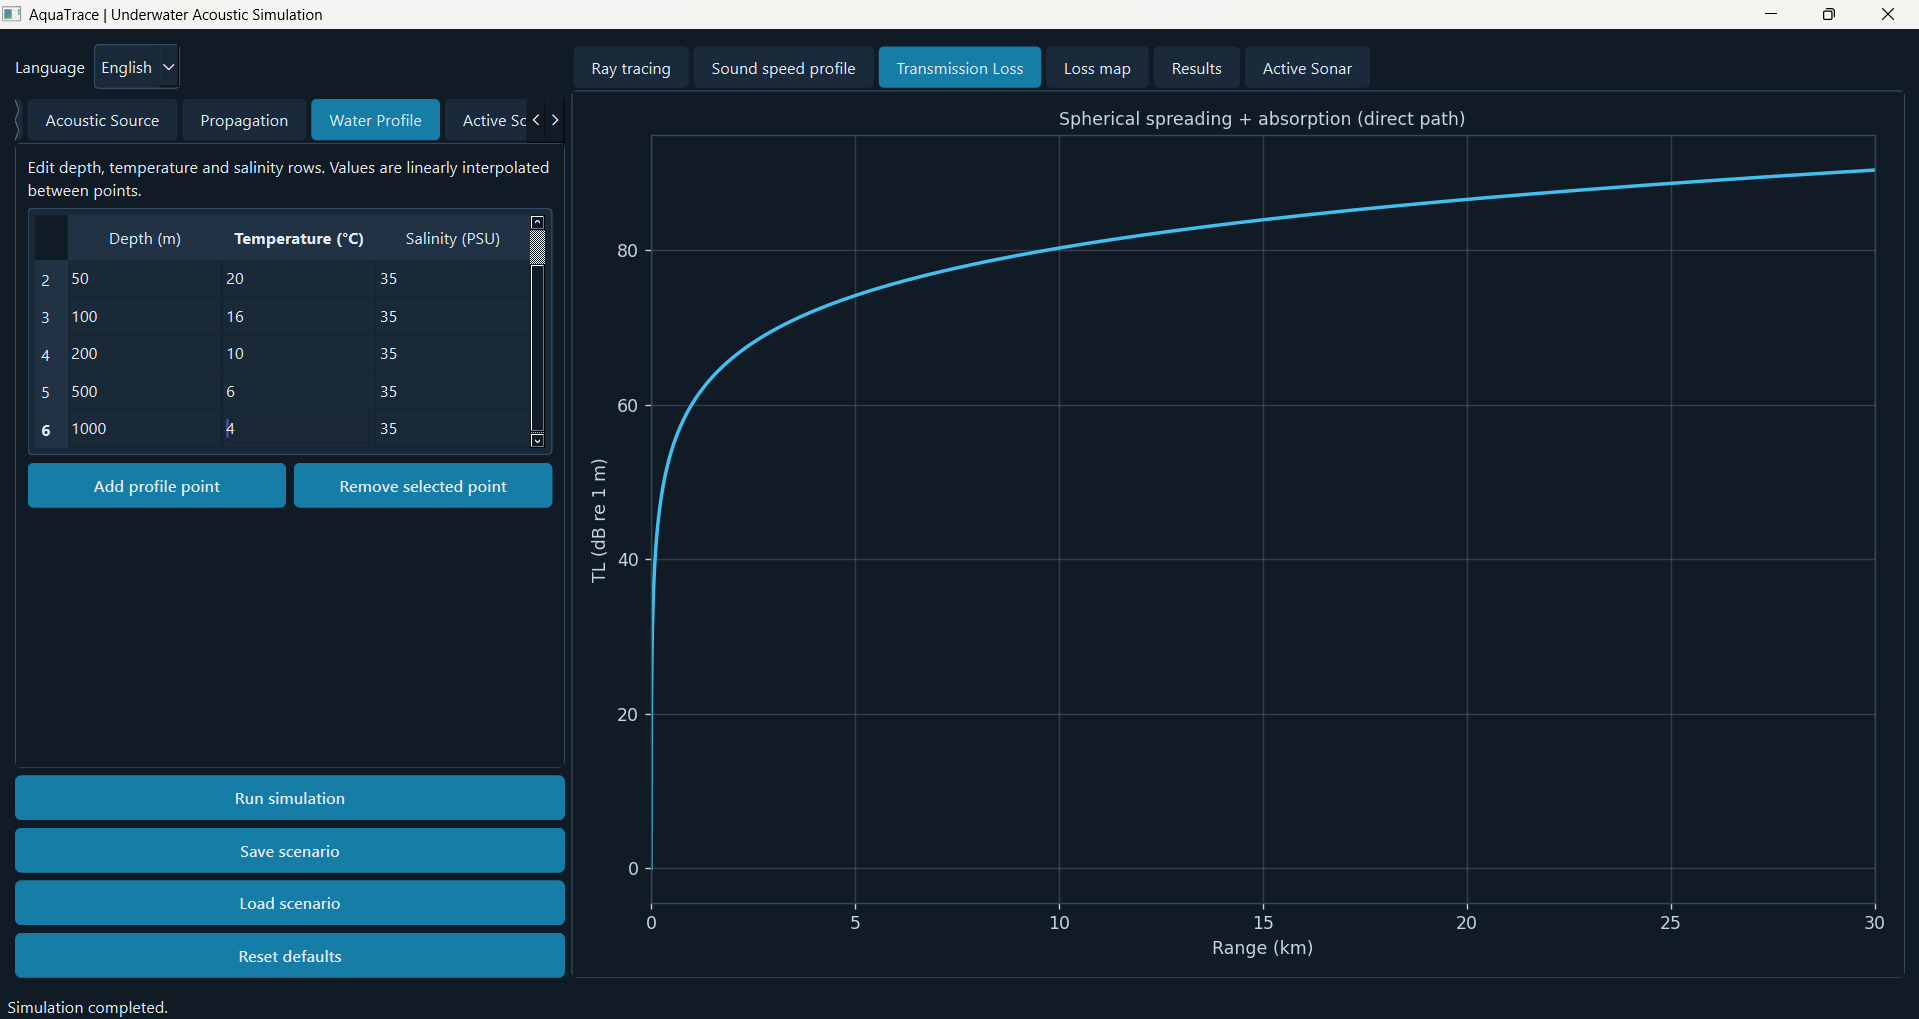 AquaTrace | Underwater Acoustic Simulation
Language English
Ray tracing Sound speed profile Transmission Loss Loss map Results Active Sonar
Acoustic Source Propagation Water Profile Active Sc
Edit depth, temperature and salinity rows. Values are linearly interpolated
between points.
Depth (m) Temperature (°C) Salinity (PSU)
2 50 20 35
3 100 16 35
4 200 10 35
5 500 6 35
6 1000 4 35
Add profile point Remove selected point
Run simulation
Save scenario
Load scenario
Reset defaults
Simulation completed.
Spherical spreading + absorption (direct path)
TL (dB re 1 m)
80
60
40
20
0
0 5 10 15 20 25 30
Range (km)